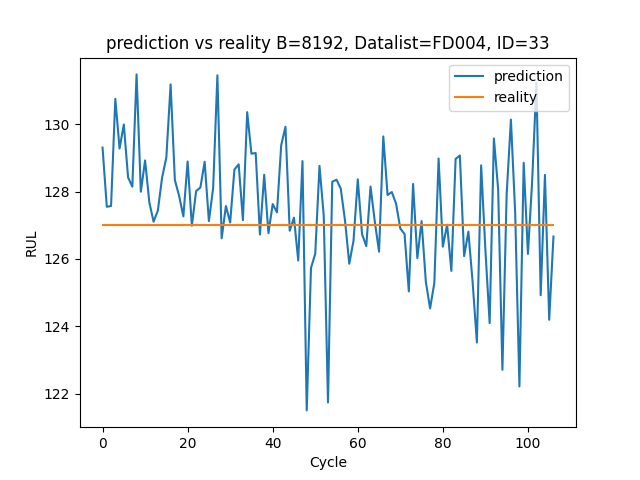 prediction vs reality B=8192, Datalist=FD004, ID=33
prediction
reality
130
128
126
124
122
RUL
0 20 40 60 80 100
Cycle